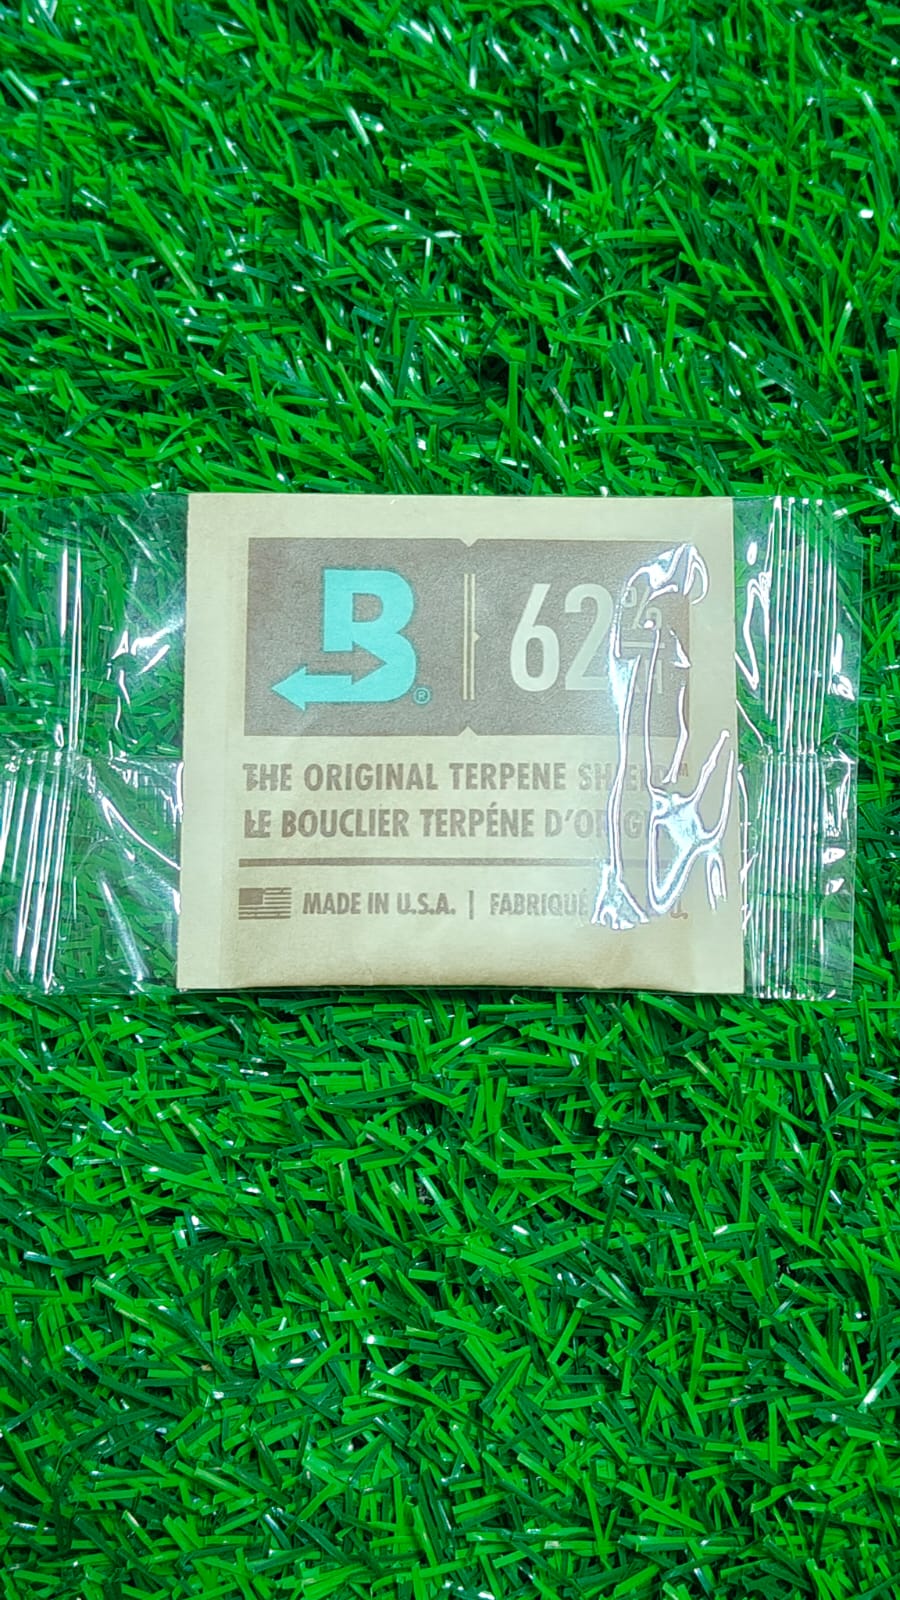 B® 62%
THE ORIGINAL TERPENE
LE BOUCLIER TERPÉNE
MADE IN U.S.A. | FABRIQUÉ